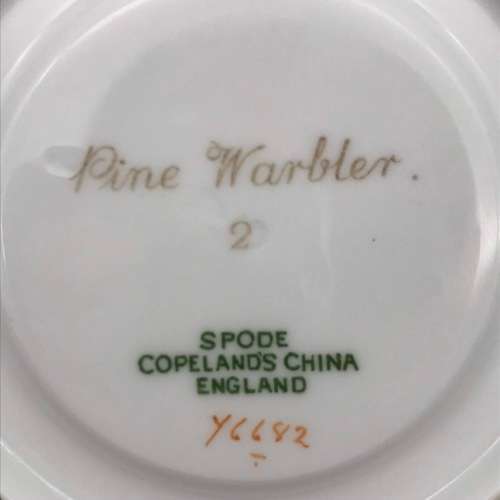 Pine Warbler.
2
SPODE
COPELAND'S CHINA
ENGLAND
Y6682